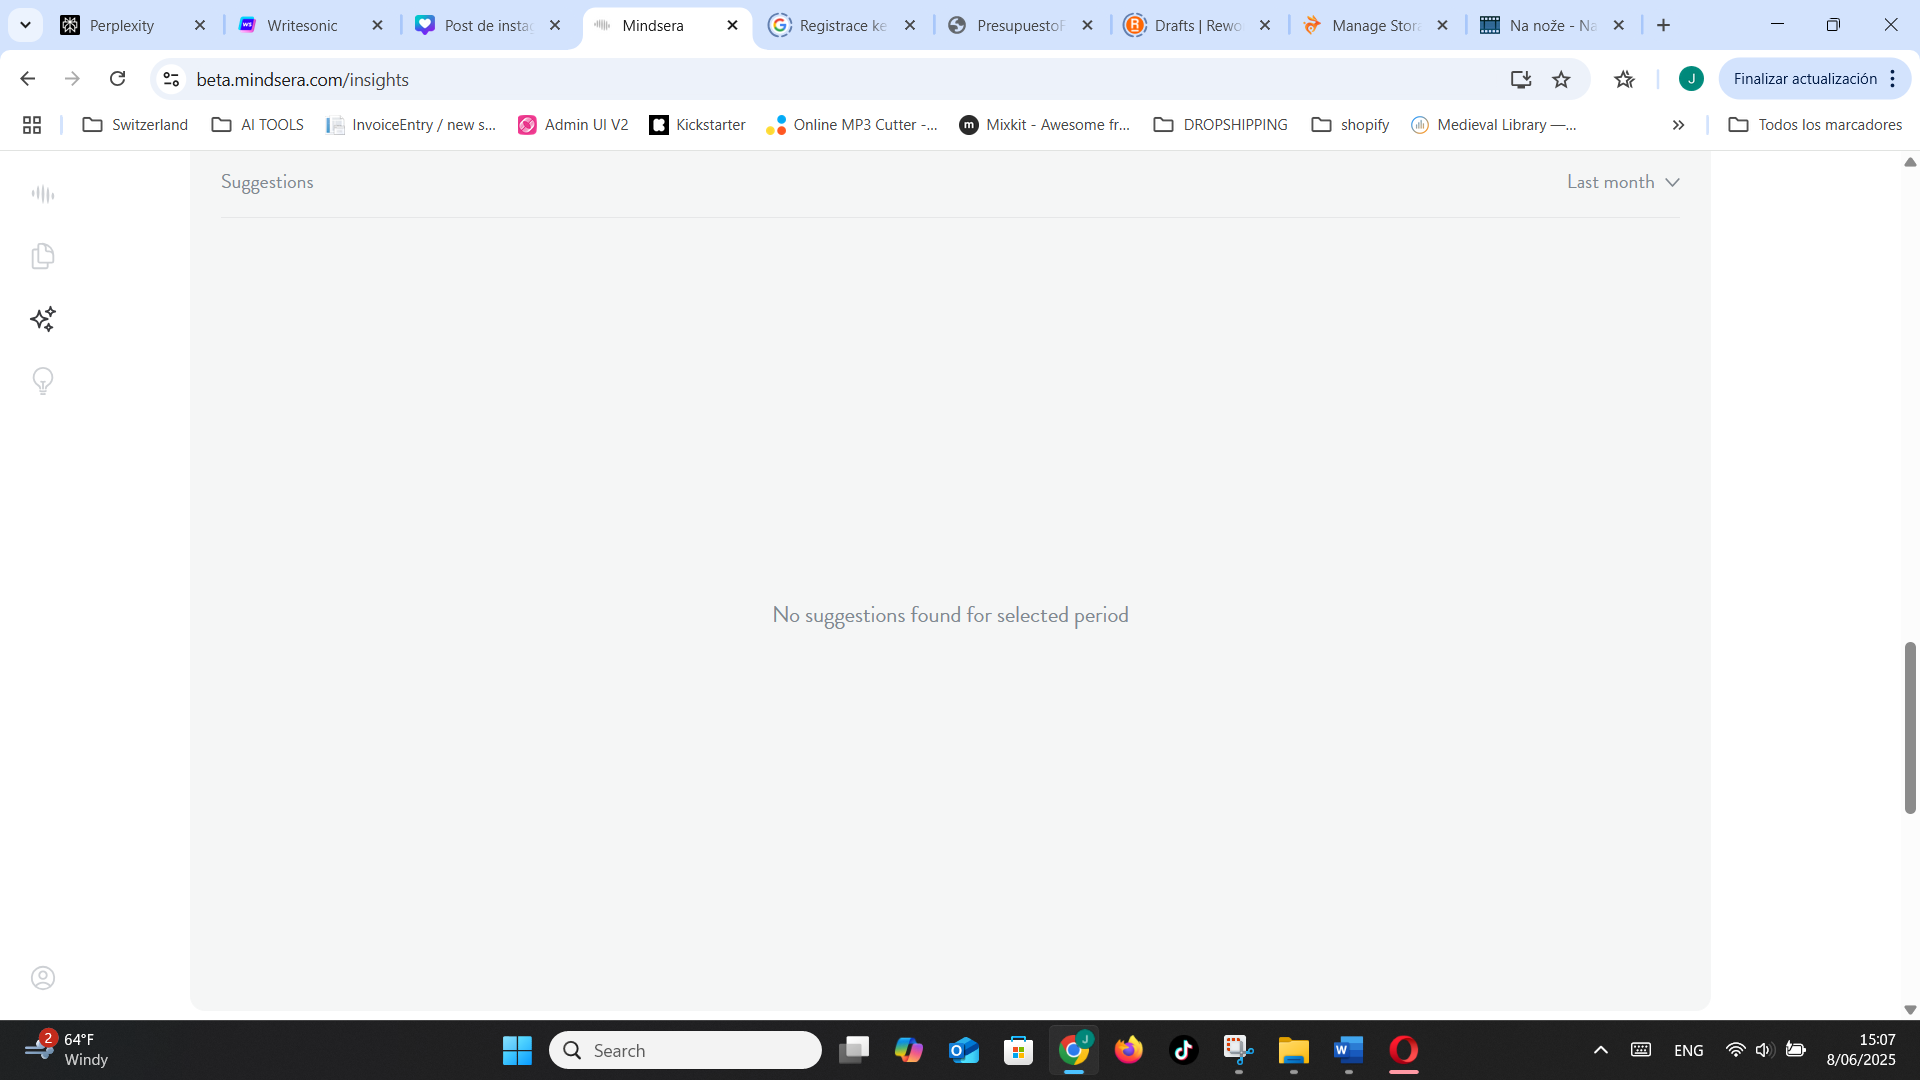 Perplexity
Writesonic
Post de insta
Mindsera
Registrace ke
Presupuesto
Drafts | Rewo
Manage Stora
Na nože - Na
beta.mindsera.com/insights
J
Finalizar actualización
Switzerland
AI TOOLS
InvoiceEntry / new s...
Admin UI V2
Kickstarter
Online MP3 Cutter -...
Mixkit - Awesome fr...
DROPSHIPPING
shopify
Medieval Library —...
Todos los marcadores
Suggestions
Last month
No suggestions found for selected period
2
64°F
Windy
Search
ENG
15:07
8/06/2025